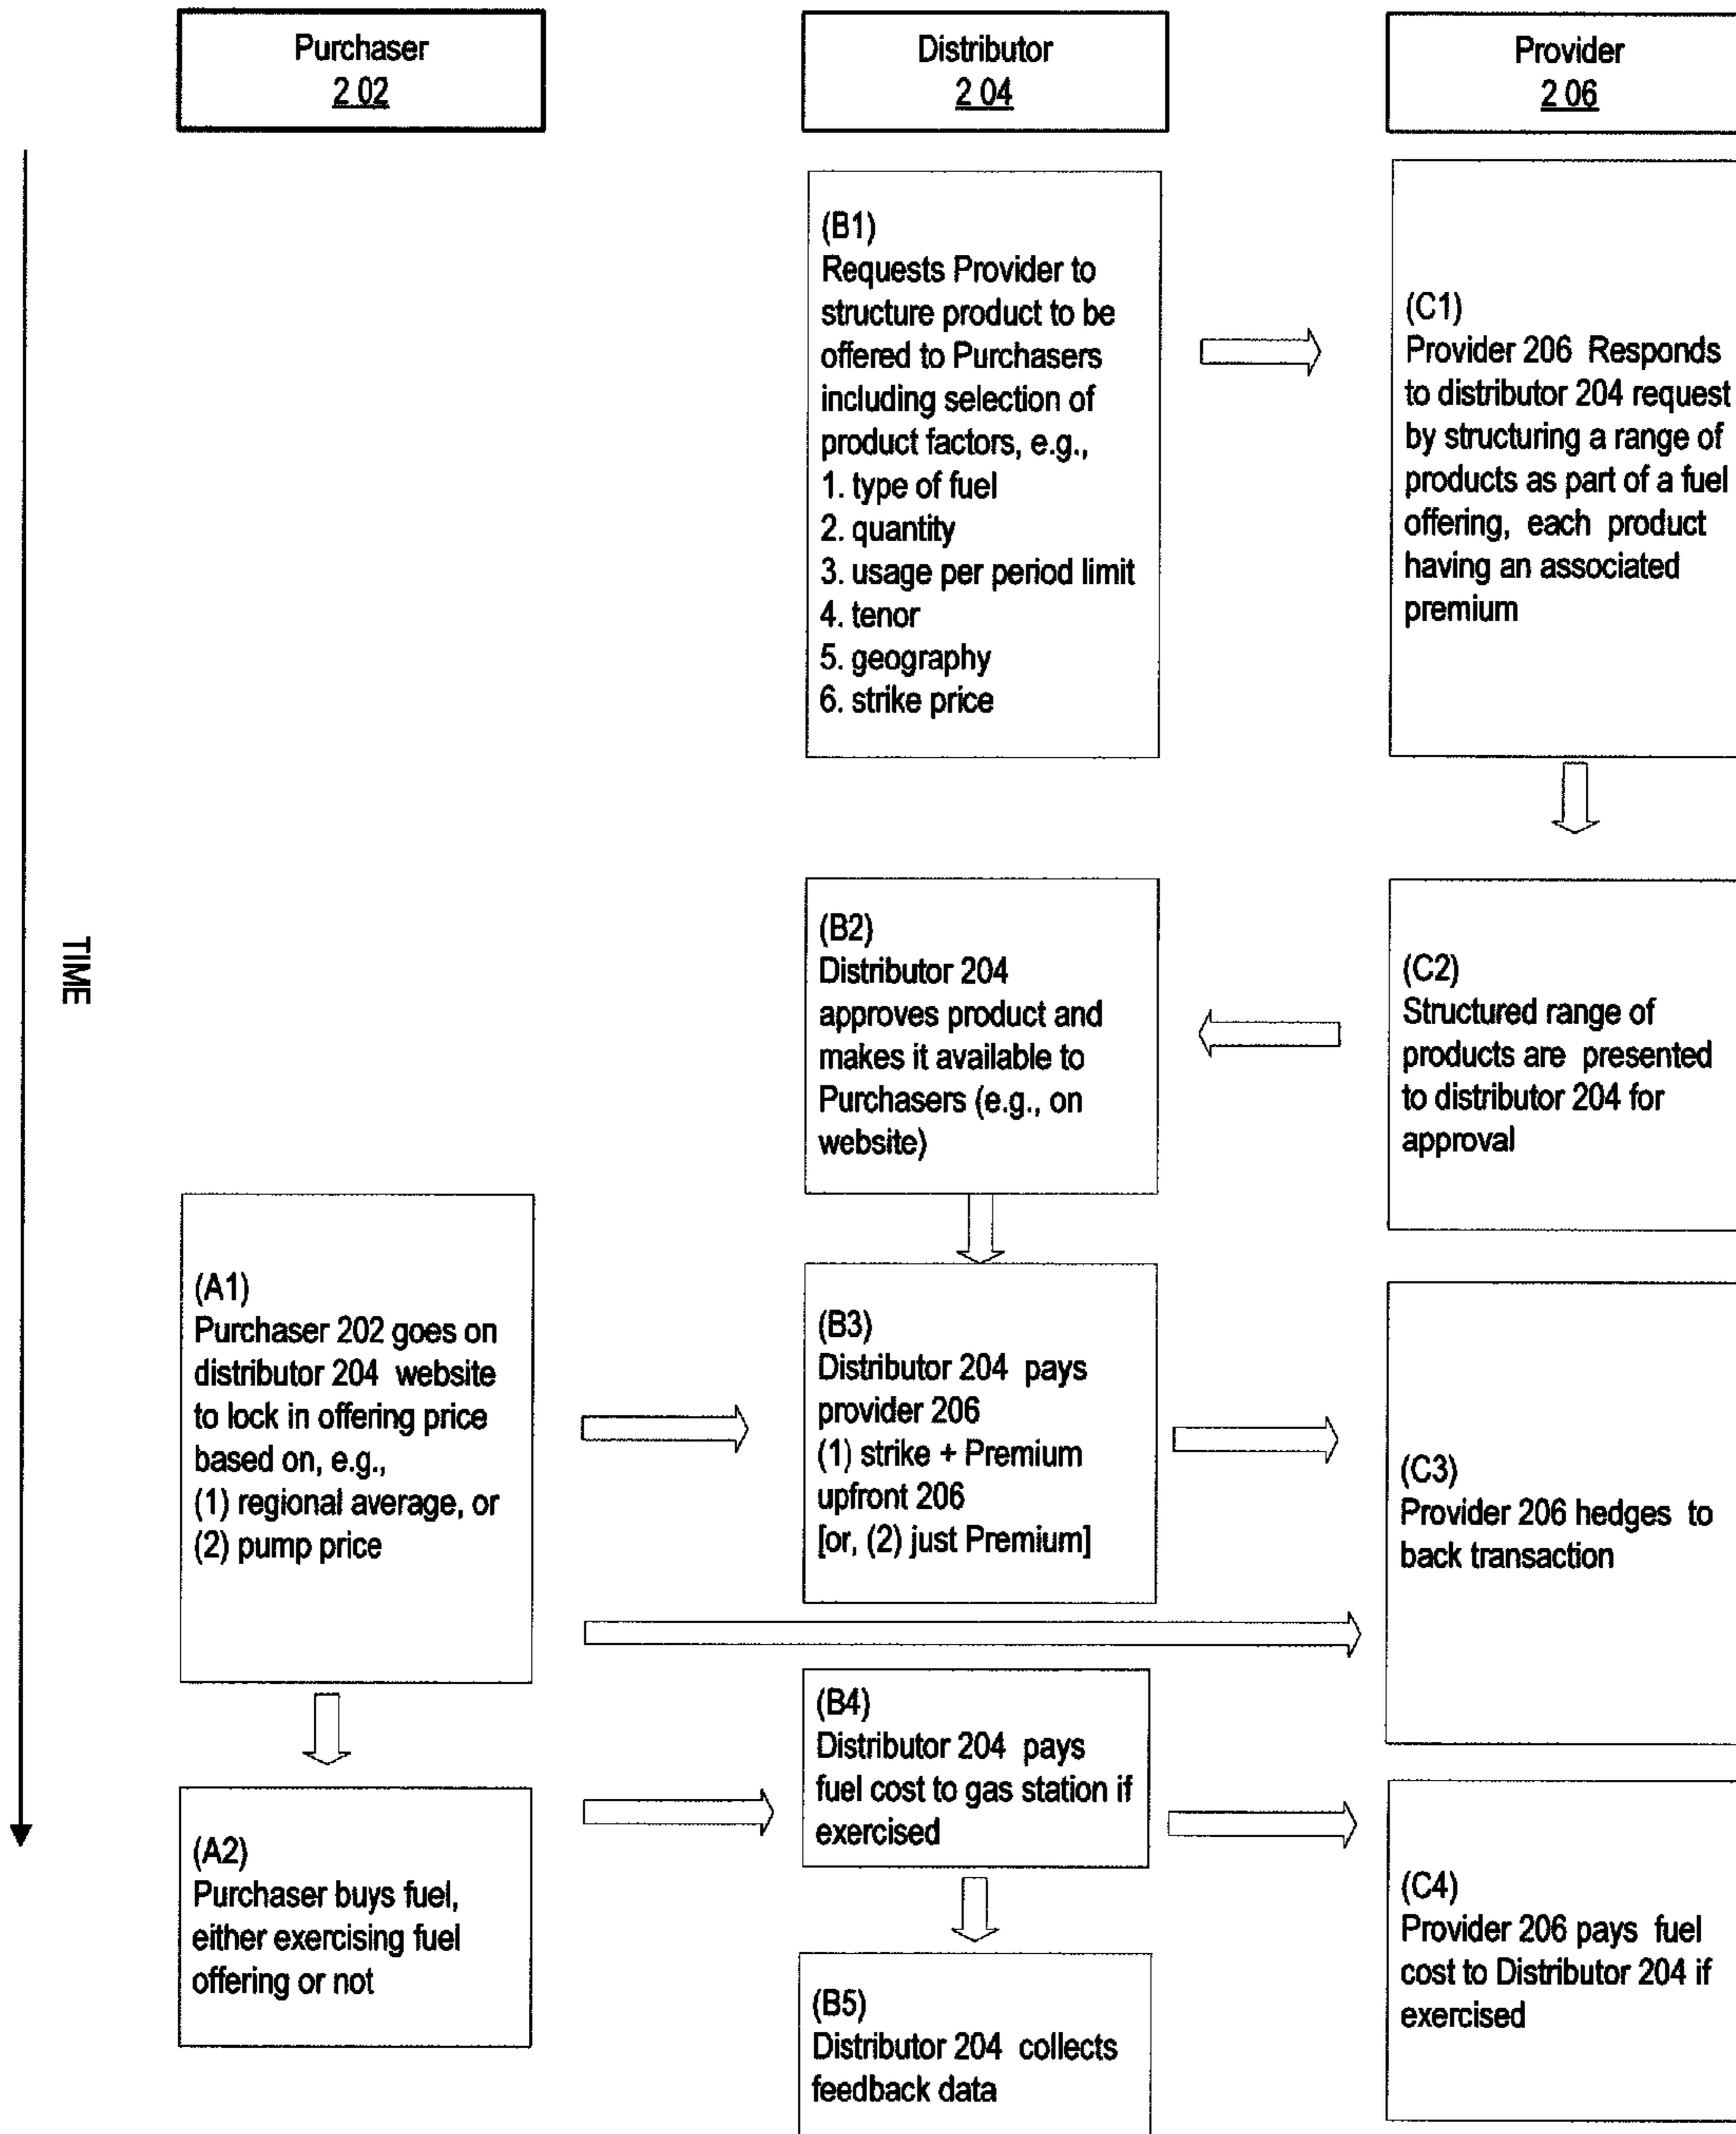 Purchaser
2 02
Distributor
2 04
Provider
2 06
TIME
(B1)
Requests Provider to
structure product to be
offered to Purchasers
including selection of
product factors, e.g.,
1. type of fuel
2. quantity
3. usage per period limit
4. tenor
5. geography
6. strike price
(C1)
Provider 206 Responds
to distributor 204 request
by structuring a range of
products as part of a fuel
offering, each product
having an associated
premium
(B2)
Distributor 204
approves product and
makes it available to
Purchasers (e.g., on
website)
(C2)
Structured range of
products are presented
to distributor 204 for
approval
(A1)
Purchaser 202 goes on
distributor 204 website
to lock in offering price
based on, e.g.,
(1) regional average, or
(2) pump price
(B3)
Distributor 204 pays
provider 206
(1) strike + Premium
upfront 206
[or, (2) just Premium]
(C3)
Provider 206 hedges to
back transaction
(B4)
Distributor 204 pays
fuel cost to gas station if
exercised
(A2)
Purchaser buys fuel,
either exercising fuel
offering or not
(C4)
Provider 206 pays fuel
cost to Distributor 204 if
exercised
(B5)
Distributor 204 collects
feedback data